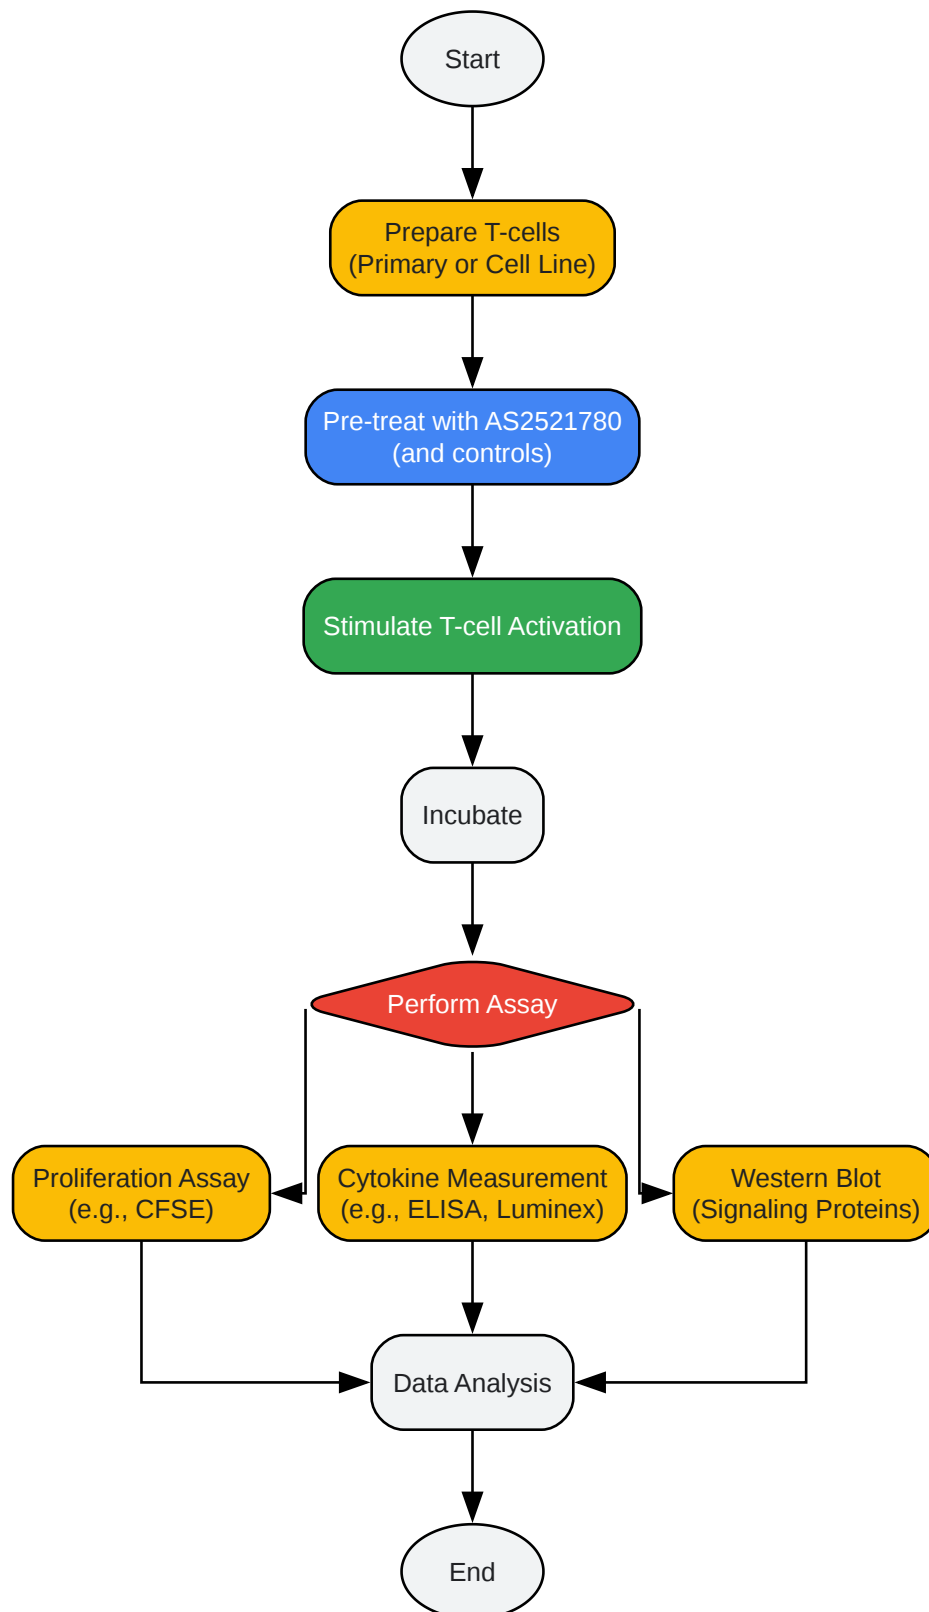 Start
Prepare T-cells
(Primary or Cell Line)
Pre-treat with AS2521780
(and controls)
Stimulate T-cell Activation
Incubate
Perform Assay
Proliferation Assay
(e.g., CFSE)
Cytokine Measurement
(e.g., ELISA, Luminex)
Western Blot
(Signaling Proteins)
Data Analysis
End